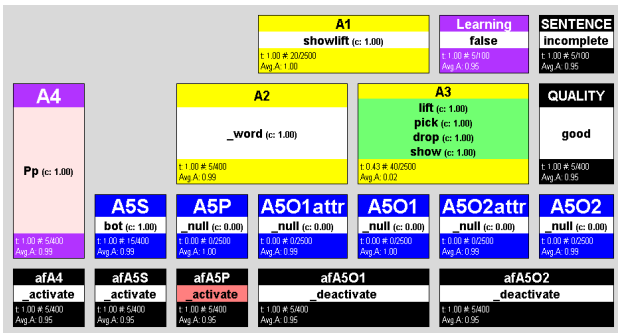 A1
showlift (c: 1.00)
t: 1.00 #: 20/2500
Avg.A: 1.00
Learning
false
t: 1.00 #: 5/100
Avg.A: 0.95
SENTENCE
incomplete
t: 1.00 #: 5/100
Avg.A: 0.95
A4
Pp (c: 1.00)
t: 1.00 #: 5/400
Avg.A: 0.99
A2
_word (c: 1.00)
t: 1.00 #: 5/400
Avg.A: 0.99
A3
lift (c: 1.00)
pick (c: 1.00)
drop (c: 1.00)
show (c: 1.00)
t: 0.43 #: 40/2500
Avg.A: 0.02
QUALITY
good
t: 1.00 #: 5/400
Avg.A: 0.95
A5S
bot (c: 1.00)
t: 1.00 #: 15/400
Avg.A: 0.99
A5P
_null (c: 0.00)
t: 0.00 #: 0/2500
Avg.A: 1.00
A5O1attr
_null (c: 0.00)
t: 0.00 #: 0/2500
Avg.A: 0.99
A5O1
_null (c: 0.00)
t: 0.00 #: 0/2500
Avg.A: 1.00
A5O2attr
_null (c: 0.00)
t: 0.00 #: 0/2500
Avg.A: 0.99
A5O2
_null (c: 0.00)
t: 0.00 #: 0/2500
Avg.A: 0.99
afA4
_activate
t: 1.00 #: 5/400
Avg.A: 0.95
afA5S
_activate
t: 1.00 #: 5/400
Avg.A: 0.95
afA5P
_activate
t: 1.00 #: 5/400
Avg.A: 0.95
afA5O1
_deactivate
t: 1.00 #: 5/400
Avg.A: 0.95
afA5O2
_deactivate
t: 1.00 #: 5/400
Avg.A: 0.95